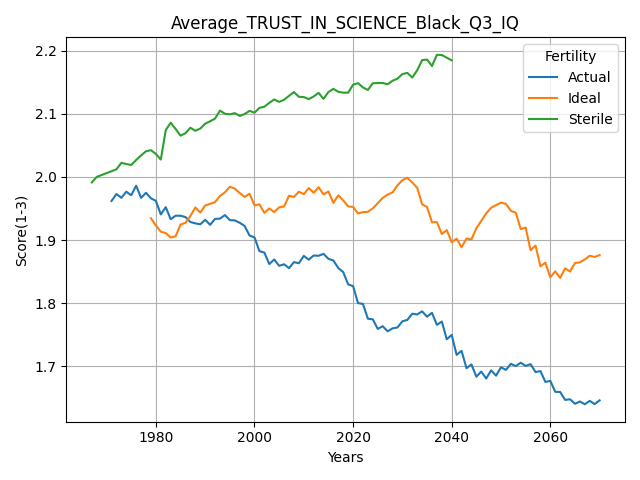 Average_TRUST_IN_SCIENCE_Black_Q3_IQ
Fertility
Actual
Ideal
Sterile
Score(1-3)
2.2
2.1
2.0
1.9
1.8
1.7
1980
2000
2020
2040
2060
Years